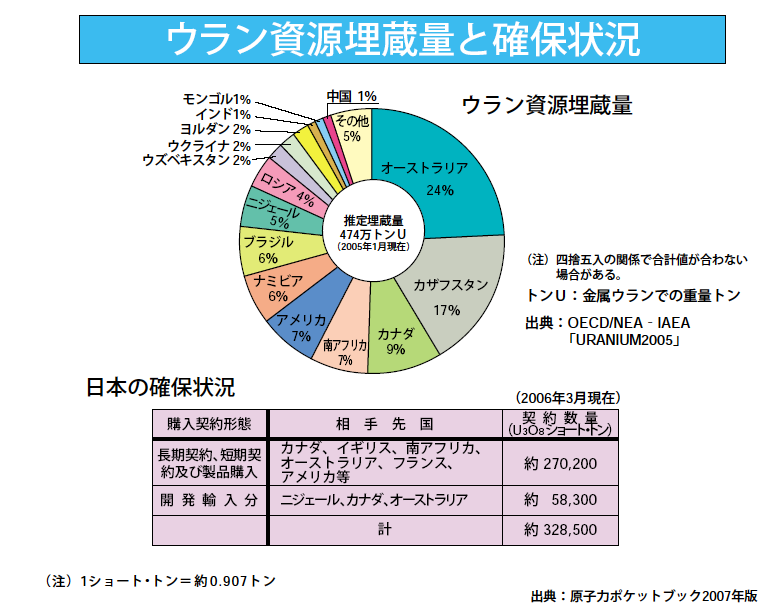 ウラン資源埋蔵量と確保状況
ウラン資源埋蔵量
中国 1%
モンゴル1%
インド1%
ヨルダン 2%
ウクライナ 2%
ウズベキスタン 2%
その他
5%
オーストラリア
24%
ロシア 4%
ニジェール
5%
ブラジル
6%
ナミビア
6%
アメリカ
7%
南アフリカ
7%
カナダ
9%
カザフスタン
17%
推定埋蔵量
474万トンU
(2005年1月現在)
(注) 四捨五入の関係で合計値が合わない
場合がある。
トンU:金属ウランでの重量トン
出典:OECD/NEA - IAEA
「URANIUM2005」
日本の確保状況
(2006年3月現在)
購入契約形態 相手先国 契約数量
(U₃O₈ショート・トン)
長期契約、短期契
約及び製品購入
カナダ、イギリス、南アフリカ、
オーストラリア、フランス、
アメリカ等
約 270,200
開発輸入分 ニジェール、カナダ、オーストラリア 約 58,300
計 約 328,500
(注) 1ショート・トン=約0.907トン
出典:原子力ポケットブック2007年版